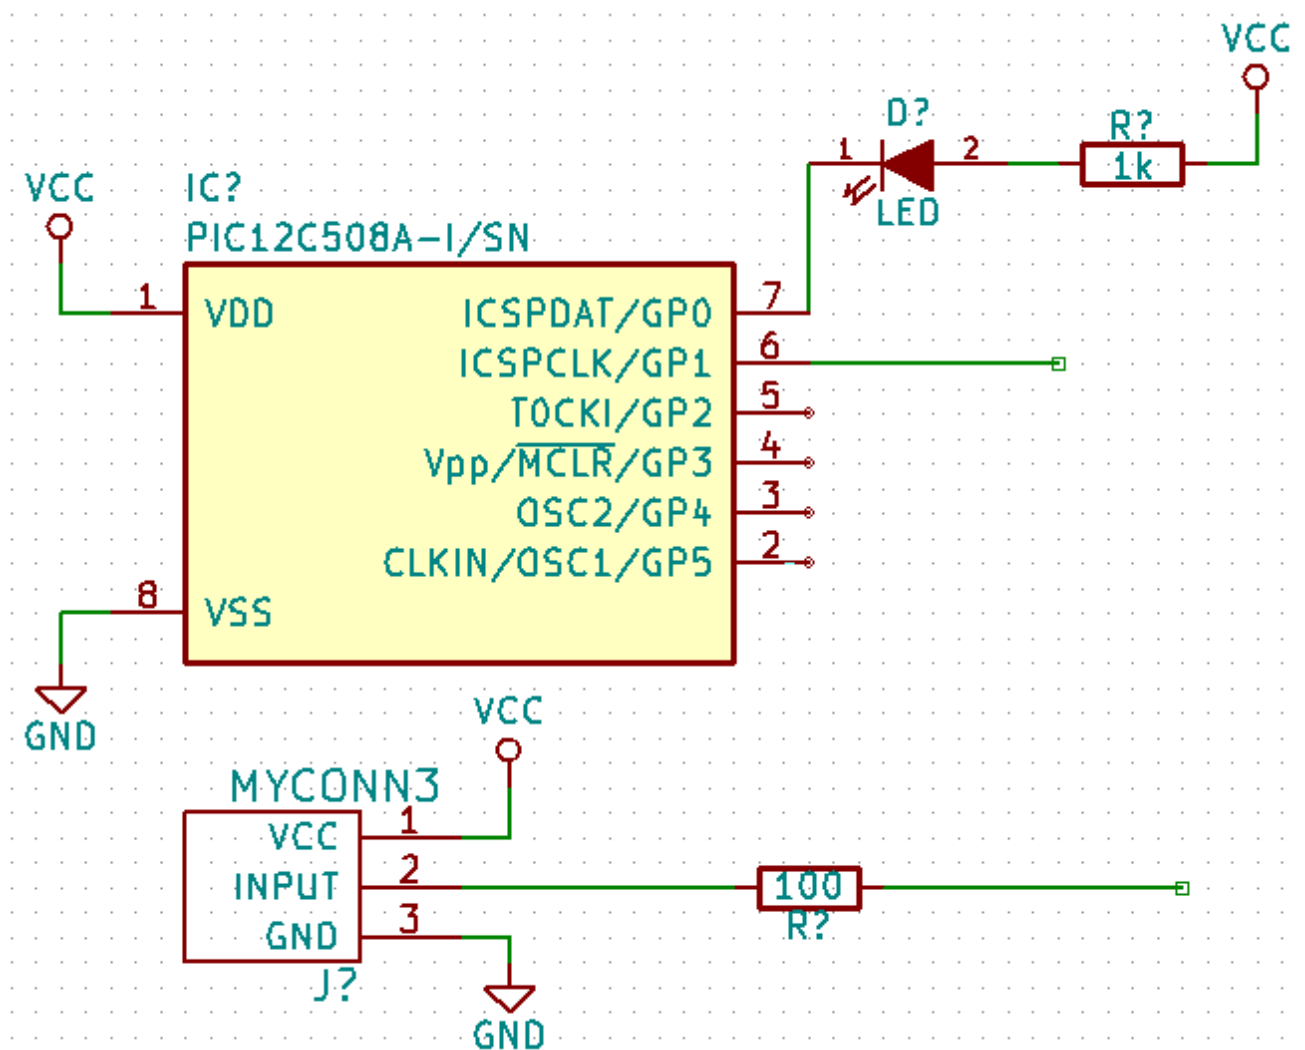 VCC
D?
R?
1 2
1k
LED
VCC
IC?
PIC12C508A-I/SN
1 VDD ICSPDAT/GP0 7
ICSPCLK/GP1 6
T0CKI/GP2 5
Vpp/MCLR/GP3 4
OSC2/GP4 3
CLKIN/OSC1/GP5 2
8 VSS
GND
VCC
MYCONN3
VCC 1
INPUT 2
100
GND 3
R?
J?
GND